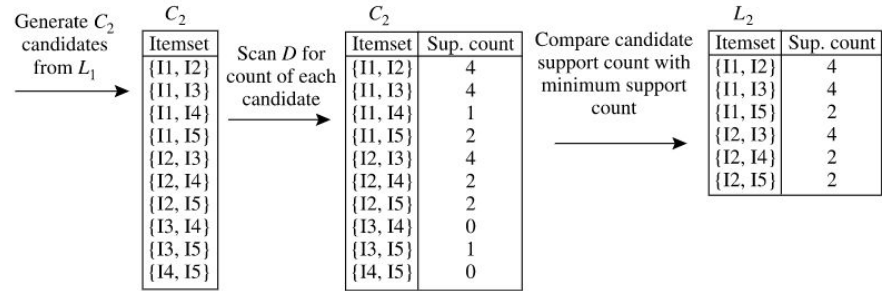 Generate C₂
candidates
from L₁
C₂
Itemset
{I1, I2}
{I1, I3}
{I1, I4}
{I1, I5}
{I2, I3}
{I2, I4}
{I2, I5}
{I3, I4}
{I3, I5}
{I4, I5}
Scan D for
count of each
candidate
C₂
Itemset Sup. count
{I1, I2} 4
{I1, I3} 4
{I1, I4} 1
{I1, I5} 2
{I2, I3} 4
{I2, I4} 2
{I2, I5} 2
{I3, I4} 0
{I3, I5} 1
{I4, I5} 0
Compare candidate
support count with
minimum support
count
L₂
Itemset Sup. count
{I1, I2} 4
{I1, I3} 4
{I1, I5} 2
{I2, I3} 4
{I2, I4} 2
{I2, I5} 2